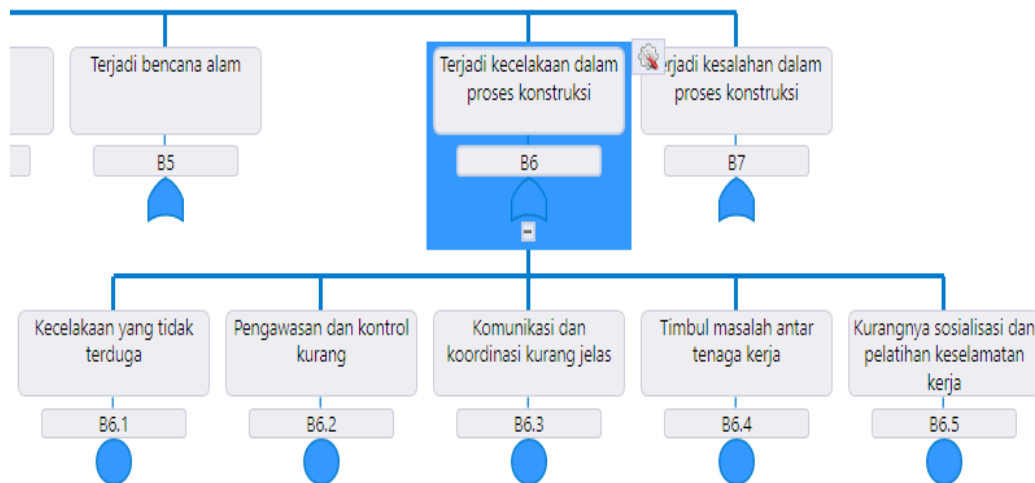 Terjadi bencana alam
Terjadi kecelakaan dalam
proses konstruksi
erjadi kesalahan dalam
proses konstruksi
B5
B6
B7
Kecelakaan yang tidak
terduga
Pengawasan dan kontrol
kurang
Komunikasi dan
koordinasi kurang jelas
Timbul masalah antar
tenaga kerja
Kurangnya sosialisasi dan
pelatihan keselamatan
kerja
B6.1
B6.2
B6.3
B6.4
B6.5